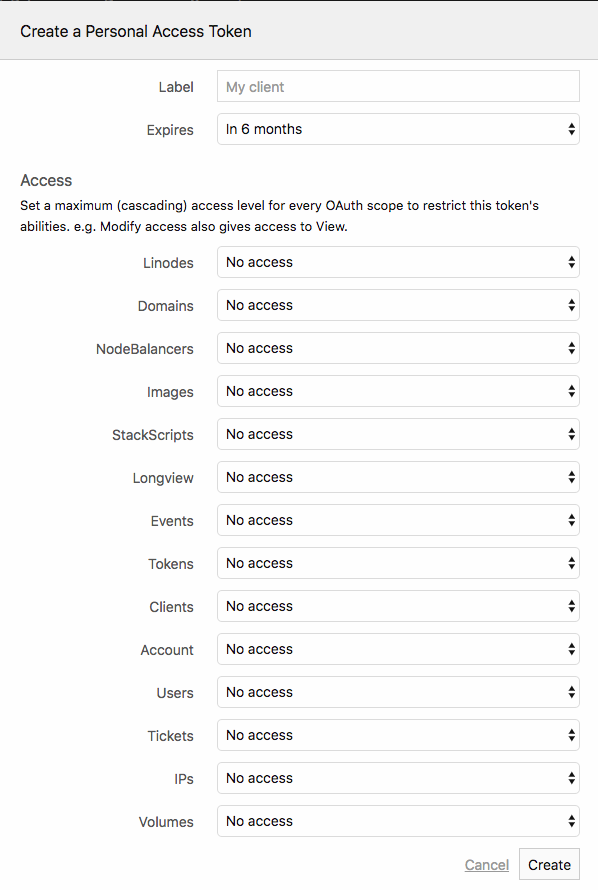 Create a Personal Access Token
Label My client
Expires In 6 months
Access
Set a maximum (cascading) access level for every OAuth scope to restrict this token's
abilities. e.g. Modify access also gives access to View.
Linodes No access
Domains No access
NodeBalancers No access
Images No access
StackScripts No access
Longview No access
Events No access
Tokens No access
Clients No access
Account No access
Users No access
Tickets No access
IPs No access
Volumes No access
Cancel Create